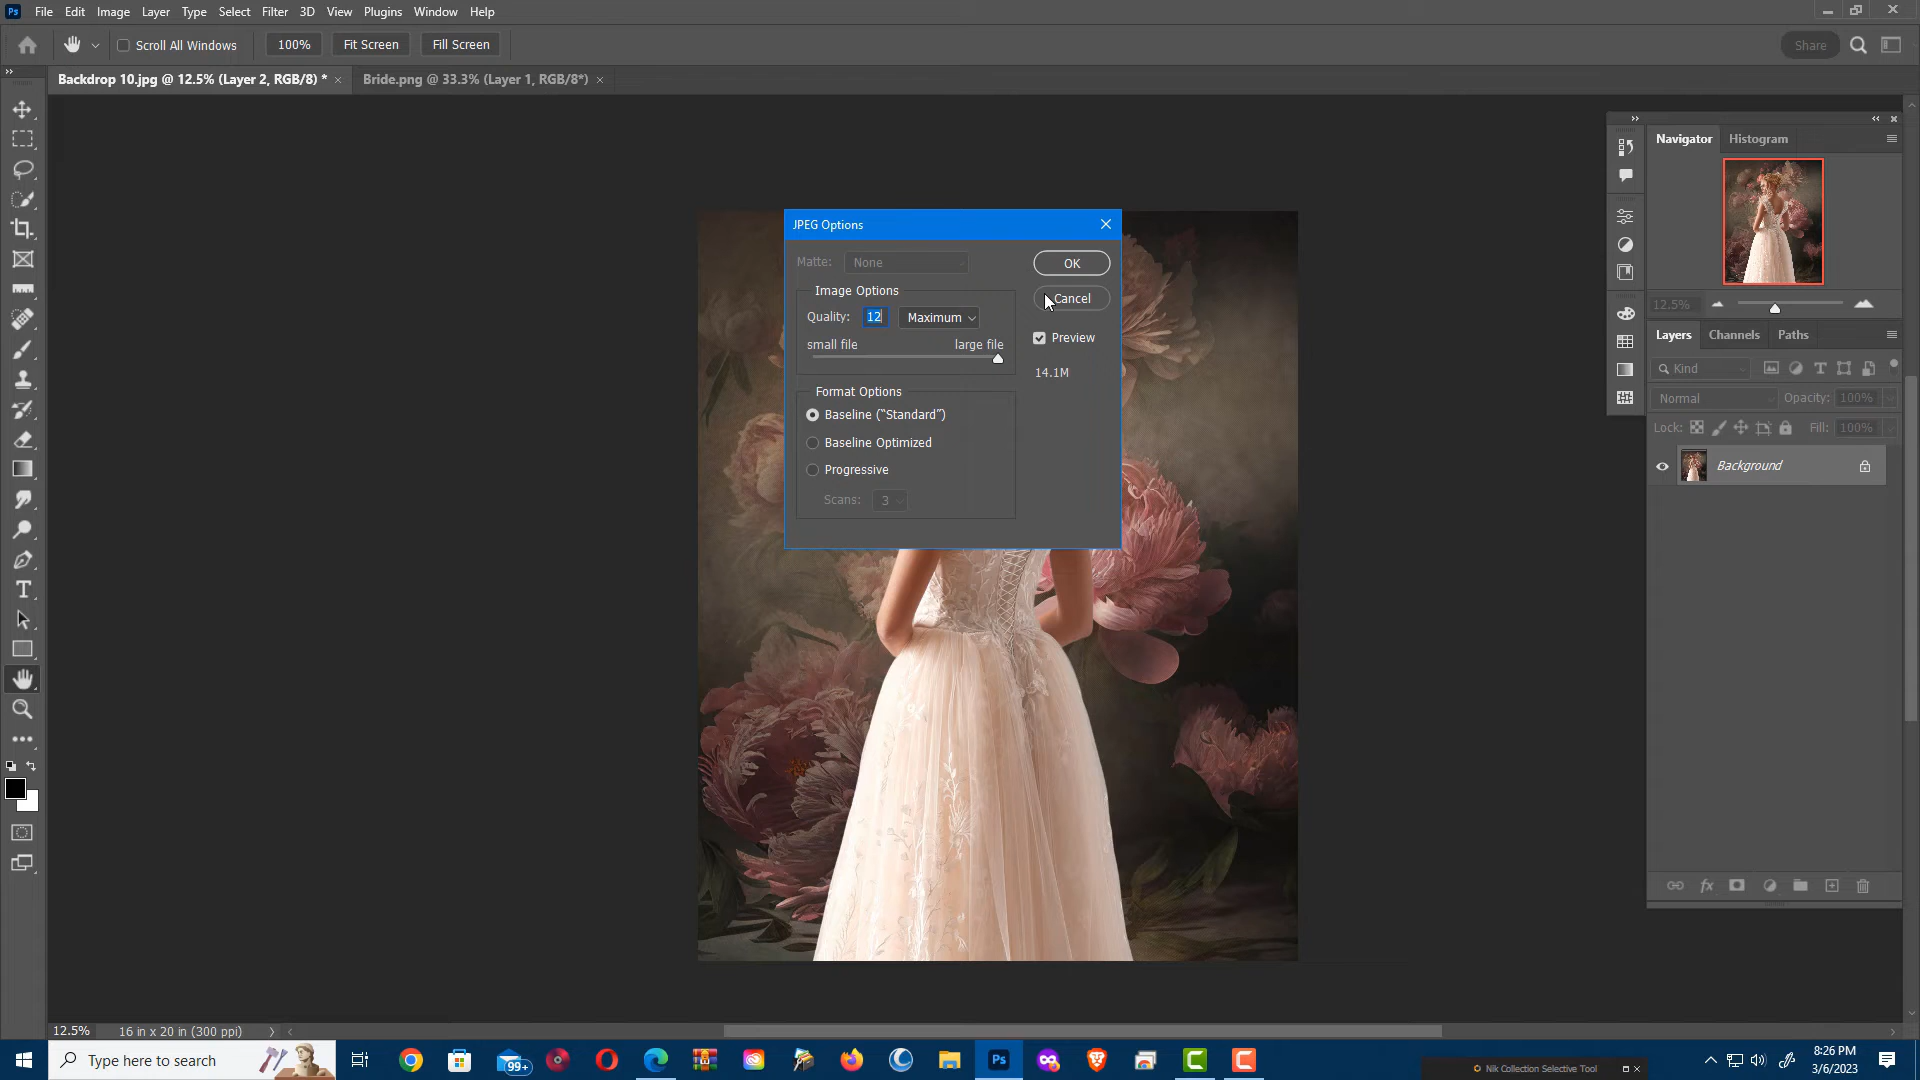 Ps File Edit Image Layer Type Select Filter 3D View Plugins Window Help
Scroll All Windows 100% Fit Screen Fill Screen Share
Backdrop 10.jpg @ 12.5% (Layer 2, RGB/8) * × Bride.png @ 33.3% (Layer 1, RGB/8*) ×
Navigator Histogram
12.5%
Layers Channels Paths
Kind
Normal Opacity: 100%
Lock: Fill: 100%
Background
fx
JPEG Options
Matte: None
OK
Cancel
Image Options
Quality: 12 Maximum
small file large file
Preview
14.1M
Format Options
Baseline (“Standard”)
Baseline Optimized
Progressive
Scans: 3
12.5% 16 in x 20 in (300 ppi)
Type here to search
99+
Ps
C
C
Nik Collection Selective Tool
8:26 PM
3/6/2023